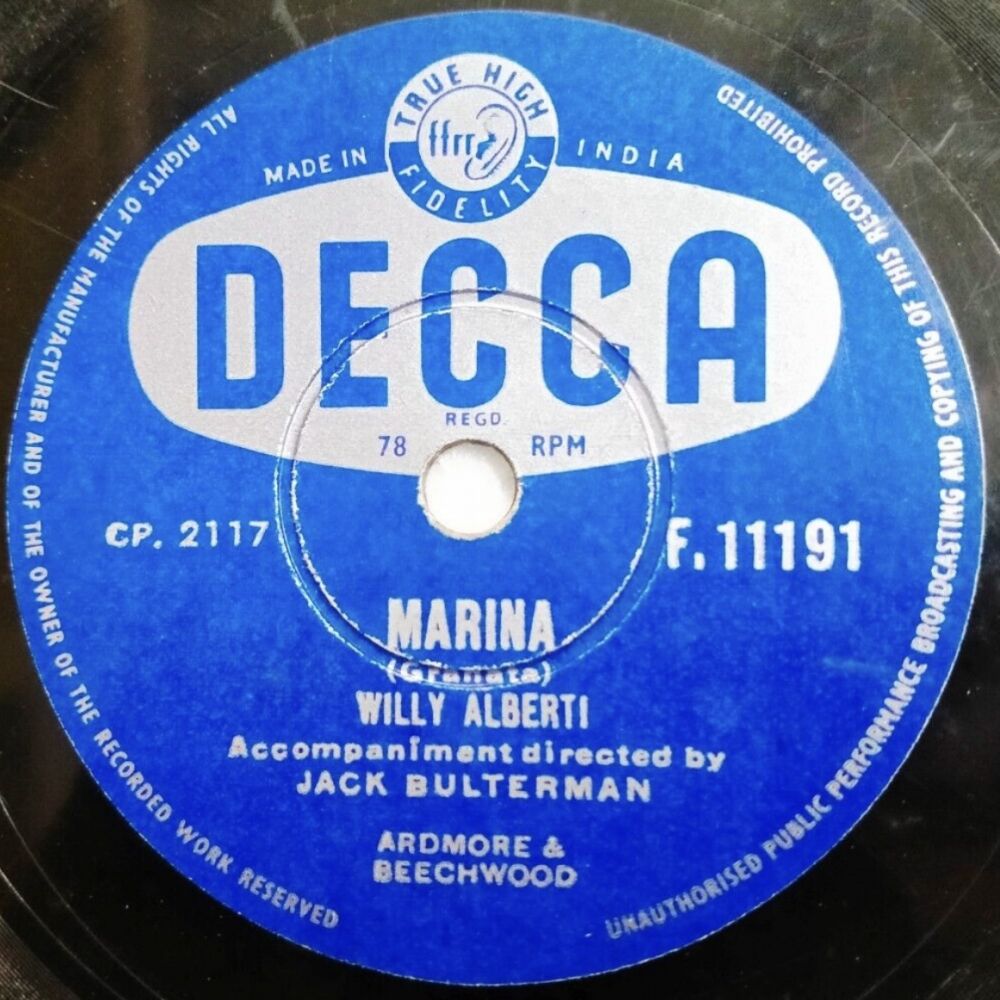 TRUE HIGH
ffrr
FIDELITY
MADE IN INDIA
DECCA
REGD.
78 RPM
CP. 2117
F. 11191
MARINA
(Granata)
WILLY ALBERTI
Accompaniment directed by
JACK BULTERMAN
ARDMORE &
BEECHWOOD
ALL RIGHTS OF THE MANUFACTURER AND OF THE OWNER OF THE RECORDED WORK RESERVED
UNAUTHORISED PUBLIC PERFORMANCE BROADCASTING AND COPYING OF THIS RECORD PROHIBITED